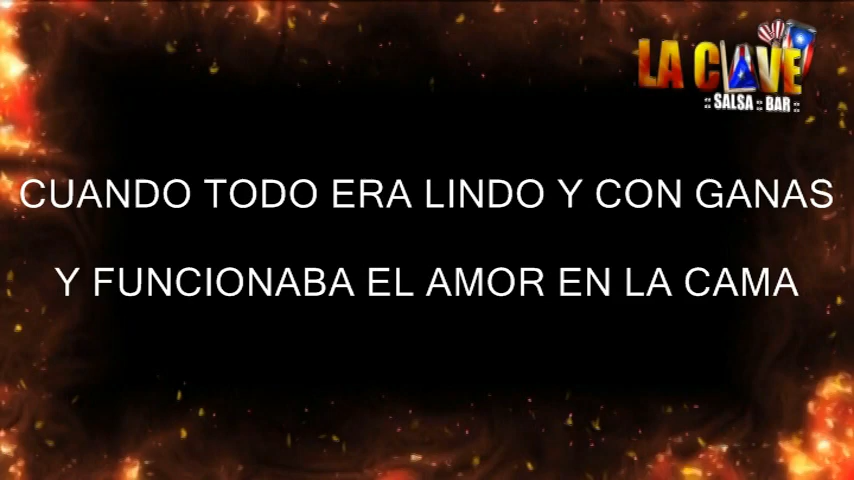 LA CLAVE
:: SALSA :: BAR ::
CUANDO TODO ERA LINDO Y CON GANAS
Y FUNCIONABA EL AMOR EN LA CAMA